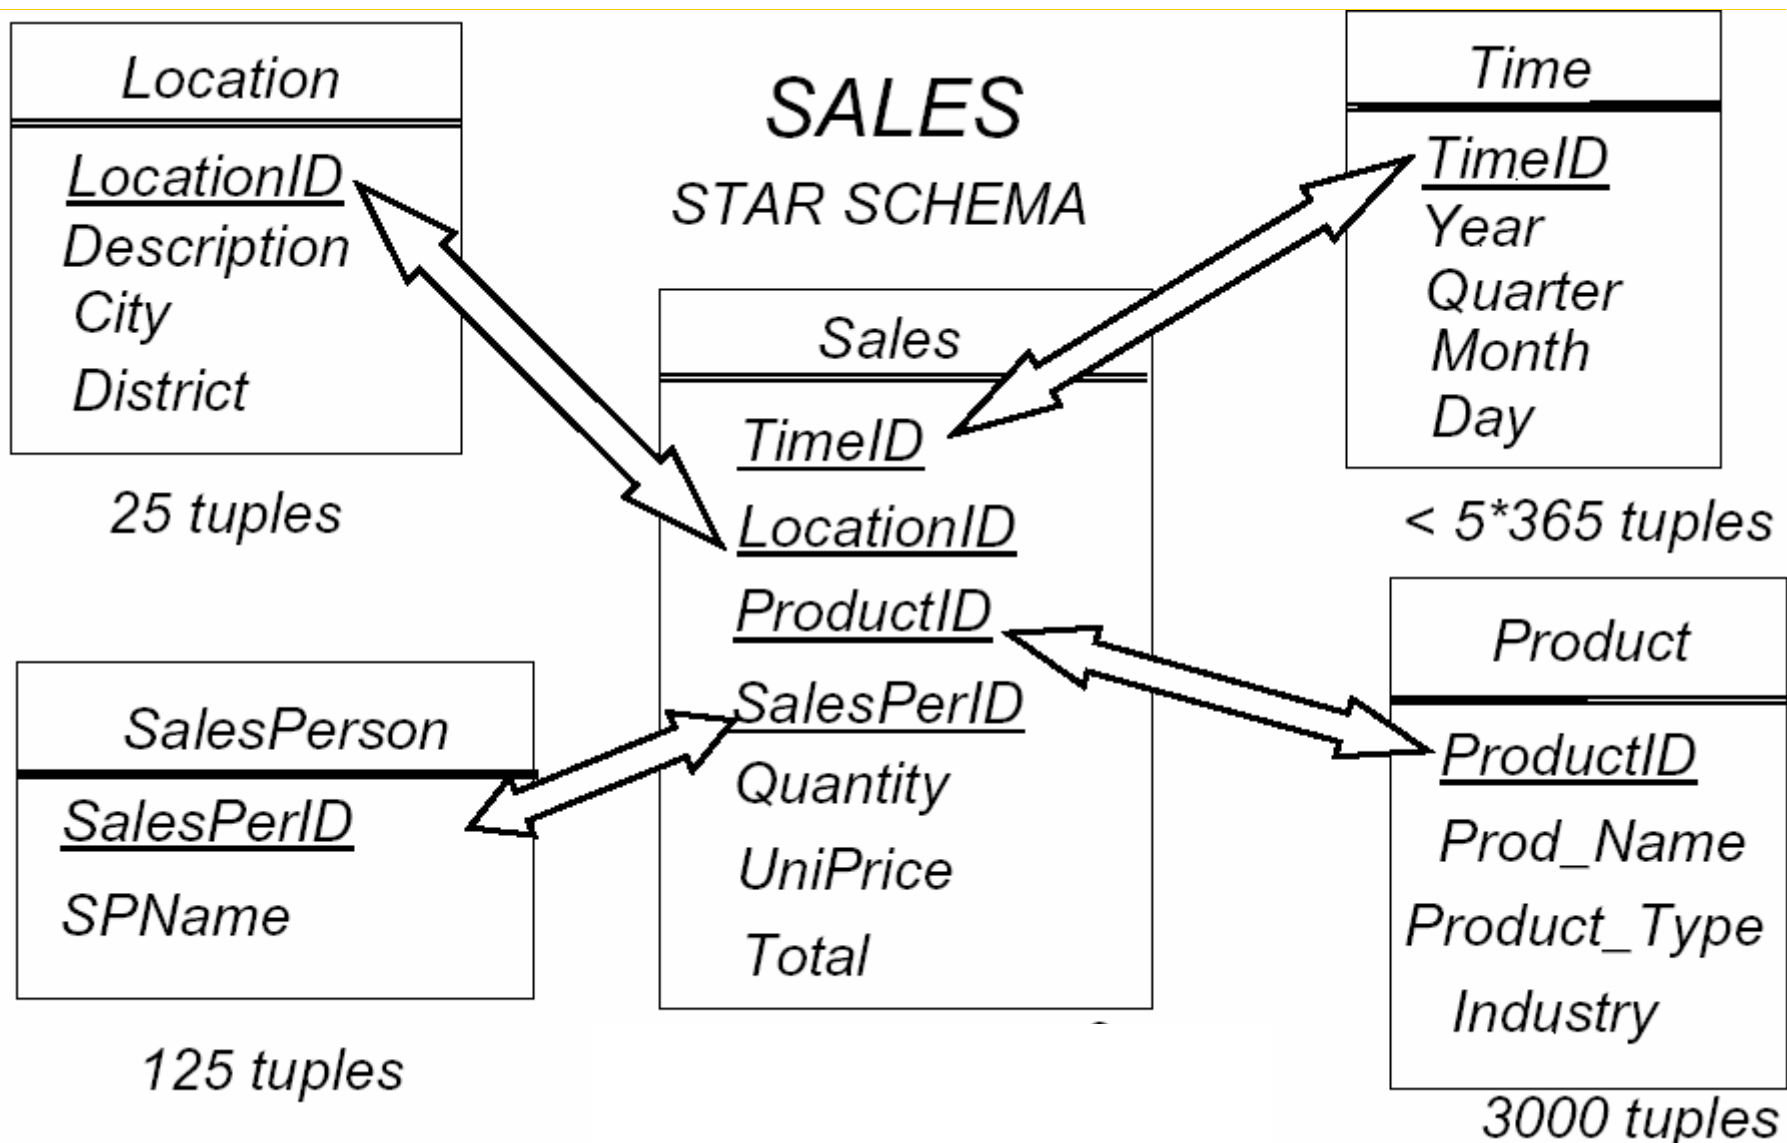 Location
LocationID
Description
City
District
25 tuples
SALES
STAR SCHEMA
Time
TimeID
Year
Quarter
Month
Day
< 5*365 tuples
Sales
TimeID
LocationID
ProductID
SalesPerID
Quantity
UniPrice
Total
SalesPerson
SalesPerID
SPName
125 tuples
Product
ProductID
Prod_Name
Product_Type
Industry
3000 tuples